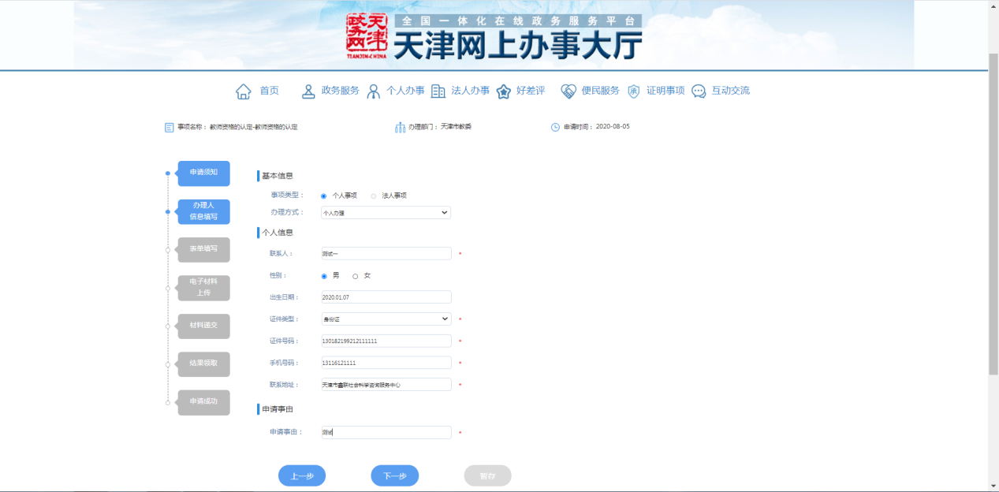 政务网 天津
TIANJIN·CHINA
全国一体化在线政务服务平台
天津网上办事大厅
首页 政务服务 个人办事 法人办事 好差评 便民服务 证明事项 互动交流
事项名称： 教师资格的认定-教师资格的认定 办理部门： 天津市教委 申请时间： 2020-08-05
申请须知
办理人
信息填写
表单填写
电子材料
上传
材料递交
结果领取
申请成功
基本信息
事项类型： 个人事项 法人事项
办理方式： 个人办理
个人信息
联系人： 测试一 *
性别： 男 女
出生日期： 2020.01.07
证件类型： 身份证 *
证件号码： 130182199212111111 *
手机号码： 13116121111 *
联系地址： 天津市鑫联社会科学咨询服务中心 *
申请事由
申请事由： 测试 *
上一步 下一步 暂存